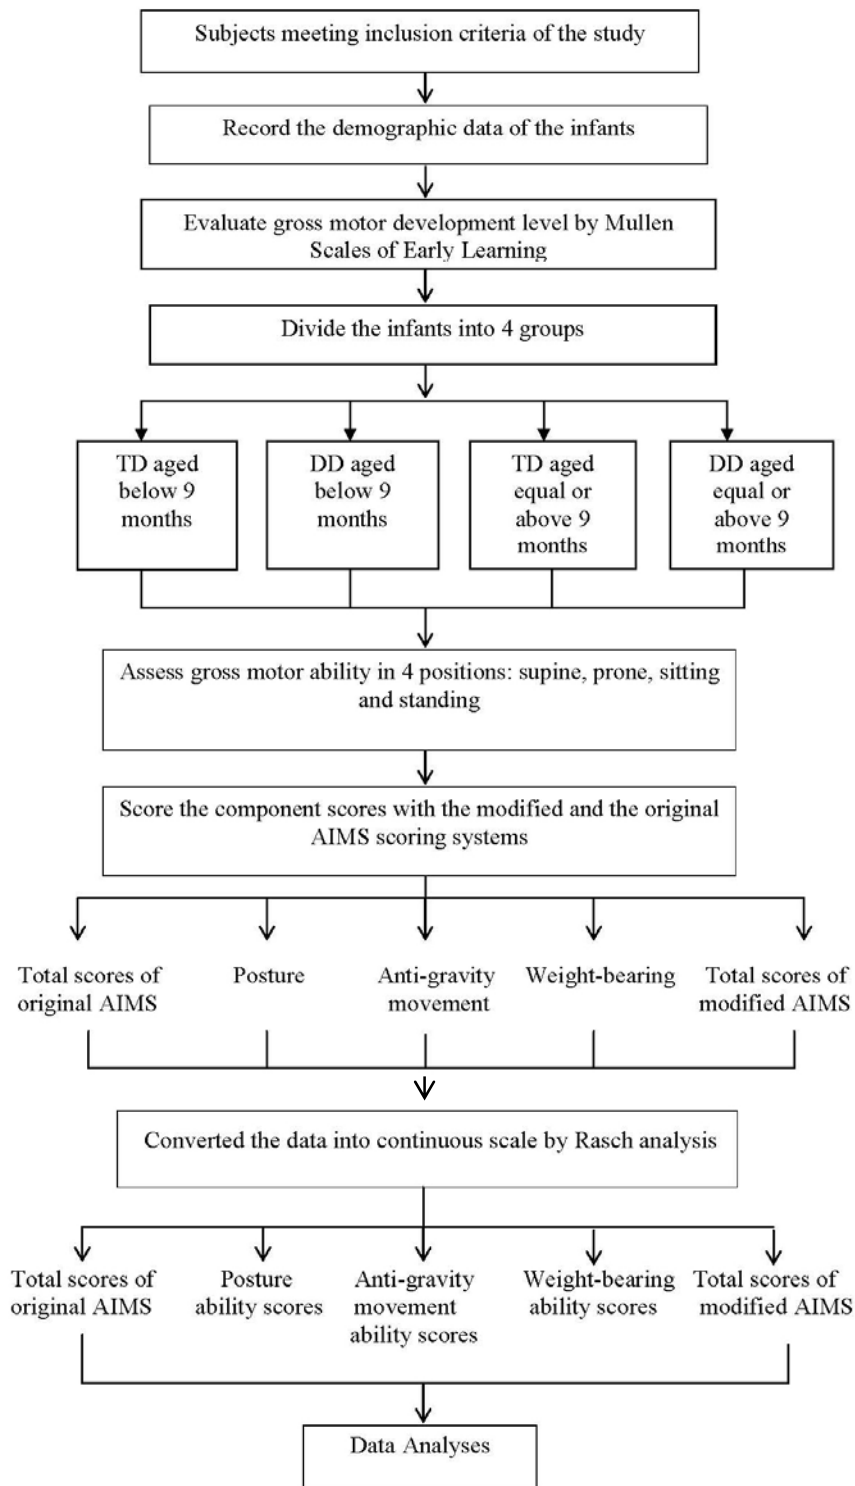 Subjects meeting inclusion criteria of the study
Record the demographic data of the infants
Evaluate gross motor development level by Mullen
Scales of Early Learning
Divide the infants into 4 groups
TD aged
below 9
months
DD aged
below 9
months
TD aged
equal or
above 9
months
DD aged
equal or
above 9
months
Assess gross motor ability in 4 positions: supine, prone, sitting
and standing
Score the component scores with the modified and the original
AIMS scoring systems
Total scores of
original AIMS
Posture
Anti-gravity
movement
Weight-bearing
Total scores of
modified AIMS
Converted the data into continuous scale by Rasch analysis
Total scores of
original AIMS
Posture
ability scores
Anti-gravity
movement
ability scores
Weight-bearing
ability scores
Total scores of
modified AIMS
Data Analyses